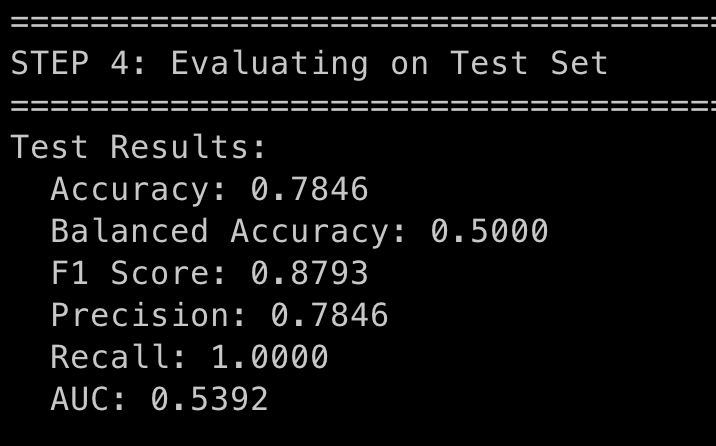 ====================================
STEP 4: Evaluating on Test Set
====================================
Test Results:
  Accuracy: 0.7846
  Balanced Accuracy: 0.5000
  F1 Score: 0.8793
  Precision: 0.7846
  Recall: 1.0000
  AUC: 0.5392